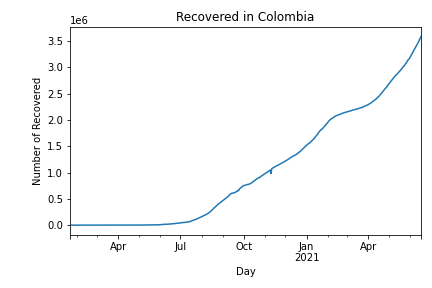 Recovered in Colombia
1e6
3.5
3.0
2.5
2.0
1.5
1.0
0.5
0.0
Number of Recovered
Apr
Jul
Oct
Jan
2021
Apr
Day